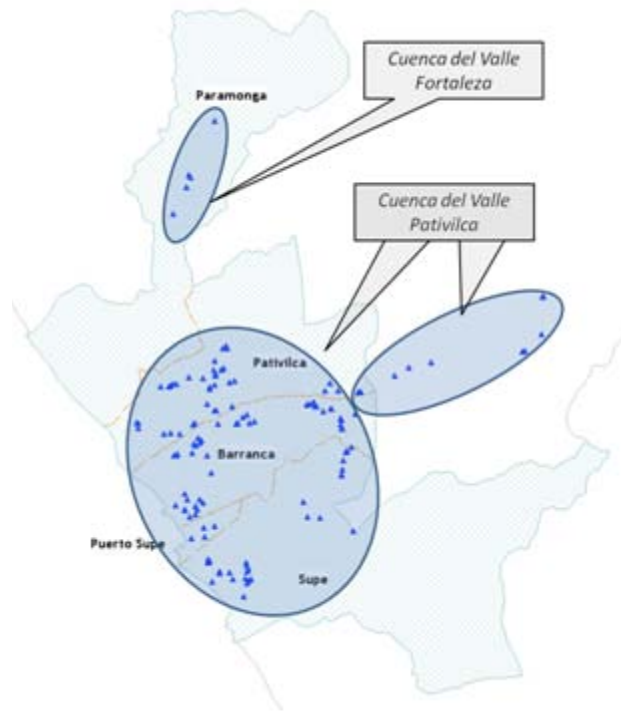 Cuenca del Valle
Fortaleza
Paramonga
Cuenca del Valle
Pativilca
Pativilca
Barranca
Puerto Supe
Supe